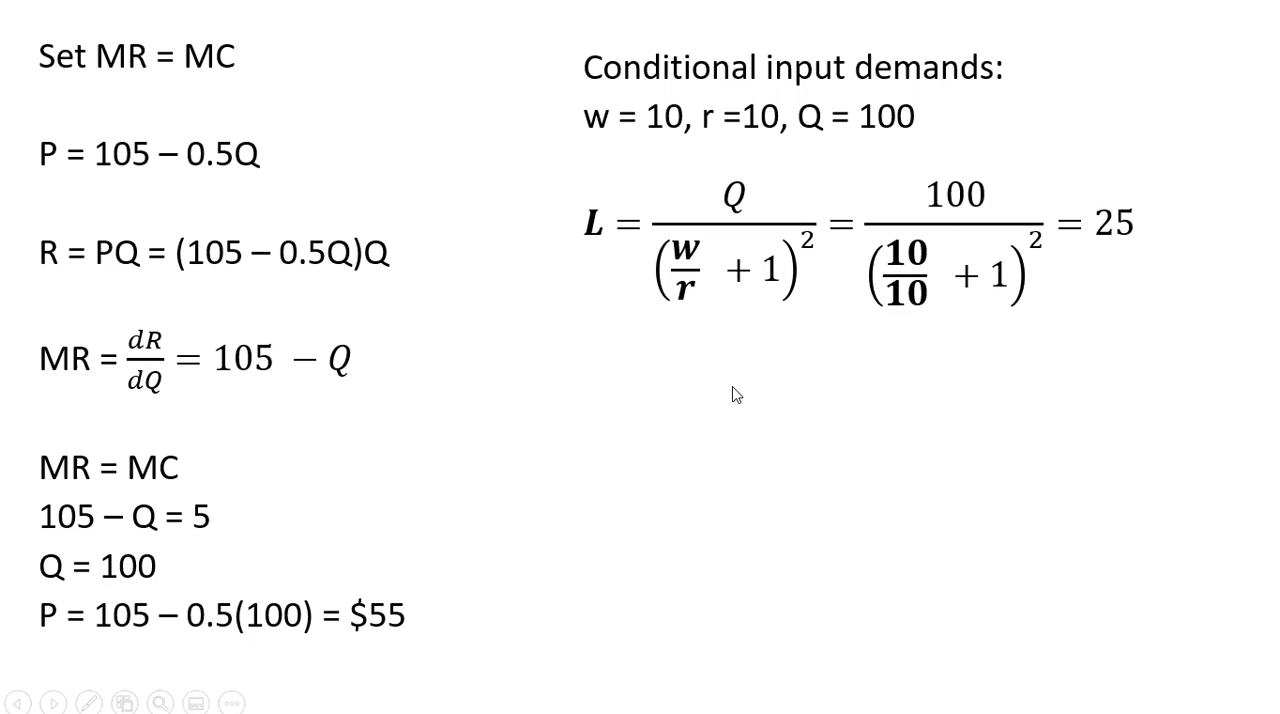 Set MR = MC
P = 105 – 0.5Q
R = PQ = (105 – 0.5Q)Q
MR = dR/dQ = 105 − Q
MR = MC
105 – Q = 5
Q = 100
P = 105 – 0.5(100) = $55
Conditional input demands:
w = 10, r =10, Q = 100
L = Q/(w/r + 1)² = 100/(10/10 + 1)² = 25